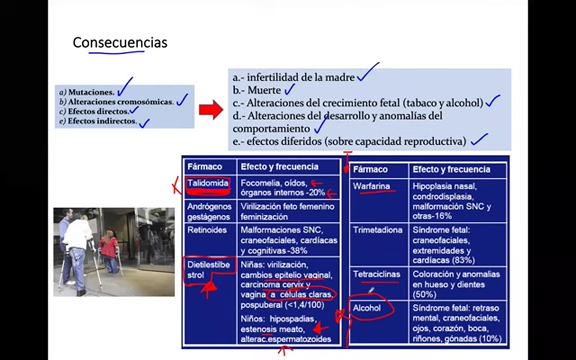 Consecuencias
a) Mutaciones.
b) Alteraciones cromosómicas.
c) Efectos directos.
e) Efectos indirectos.
a.- infertilidad de la madre
b.- Muerte
c.- Alteraciones del crecimiento fetal (tabaco y alcohol)
d.- Alteraciones del desarrollo y anomalías del
comportamiento
e.- efectos diferidos (sobre capacidad reproductiva)
Fármaco Efecto y frecuencia
Talidomida Focomelia, oídos,
órganos internos -20%
Andrógenos Virilización feto femenino
gestágenos feminización
Retinoides Malformaciones SNC,
craneofaciales, cardíacas
y cognitivas -38%
Dietilestilbe Niñas: virilización,
strol cambios epitelio vaginal,
carcinoma cervix y
vagina a células claras,
pospuberal (<1,4/100)
Niños: hipospadias,
estenosis meato,
alterac.espermatozoides
Fármaco Efecto y frecuencia
Warfarina Hipoplasia nasal,
condrodisplasia,
malformación SNC y
otras-16%
Trimetadiona Síndrome fetal:
craneofaciales,
extremidades y
cardíacas (83%)
Tetraciclinas Coloración y anomalías
en hueso y dientes
(50%)
Alcohol Síndrome fetal: retraso
mental, craneofaciales,
ojos, corazón, boca,
riñones, gónadas (10%)